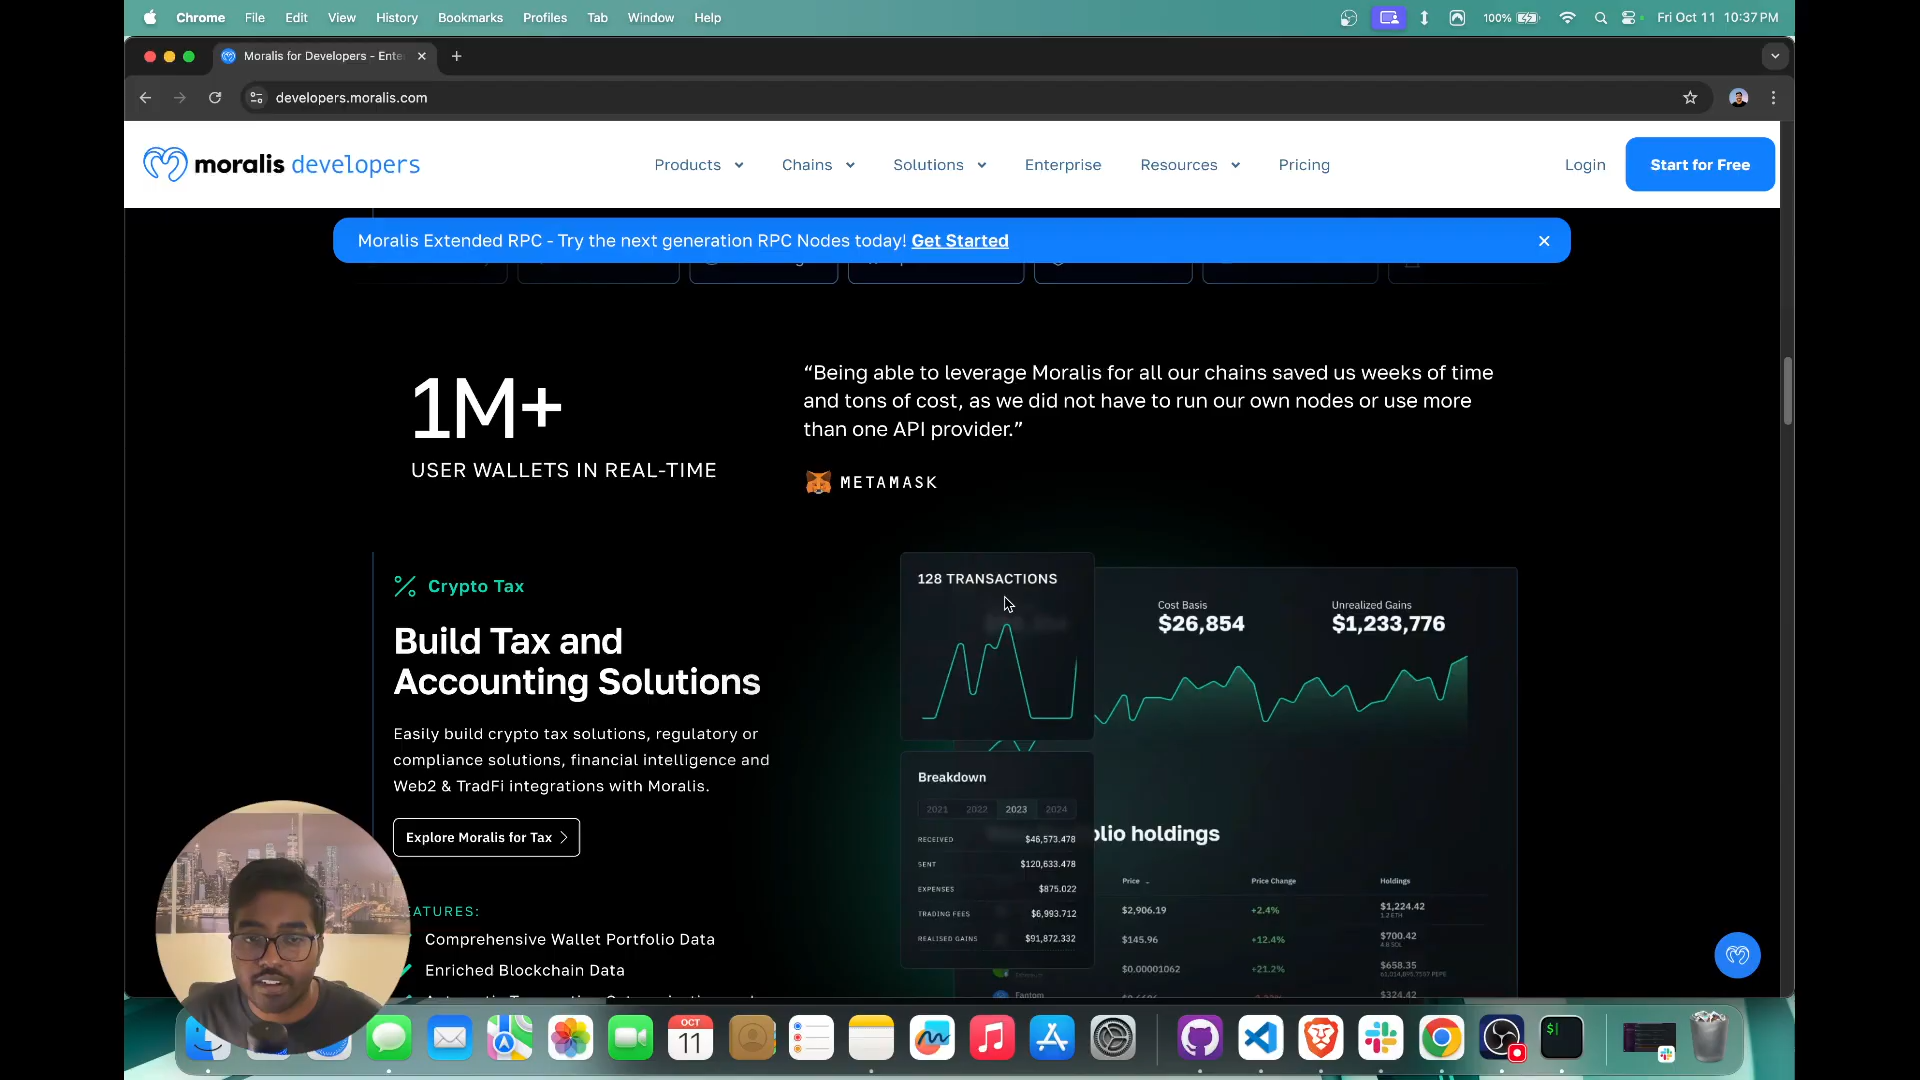 Chrome File Edit View History Bookmarks Profiles Tab Window Help 100% Fri Oct 11 10:37 PM
Moralis for Developers - Ente
developers.moralis.com
moralis developers Products Chains Solutions Enterprise Resources Pricing Login Start for Free
Moralis Extended RPC - Try the next generation RPC Nodes today! Get Started
1M+
USER WALLETS IN REAL-TIME
“Being able to leverage Moralis for all our chains saved us weeks of time
and tons of cost, as we did not have to run our own nodes or use more
than one API provider.”
METAMASK
Crypto Tax
Build Tax and
Accounting Solutions
Easily build crypto tax solutions, regulatory or
compliance solutions, financial intelligence and
Web2 & TradFi integrations with Moralis.
Explore Moralis for Tax
ATURES:
Comprehensive Wallet Portfolio Data
Enriched Blockchain Data
128 TRANSACTIONS
Cost Basis Unrealized Gains
$26,854 $1,233,776
Breakdown
2021 2022 2023 2024
RECEIVED $46,573.478
SENT $120,633.478
EXPENSES $875.022
TRADING FEES $6,993.712
REALISED GAINS $91,872.332
olio holdings
Price Price Change Holdings
$2,906.19 +2.4% $1,224.42
1.2 ETH
$145.96 +12.4% $700.42
4.8 SOL
$0.00001062 +21.2% $658.35
Fantom
$324.42
OCT
11